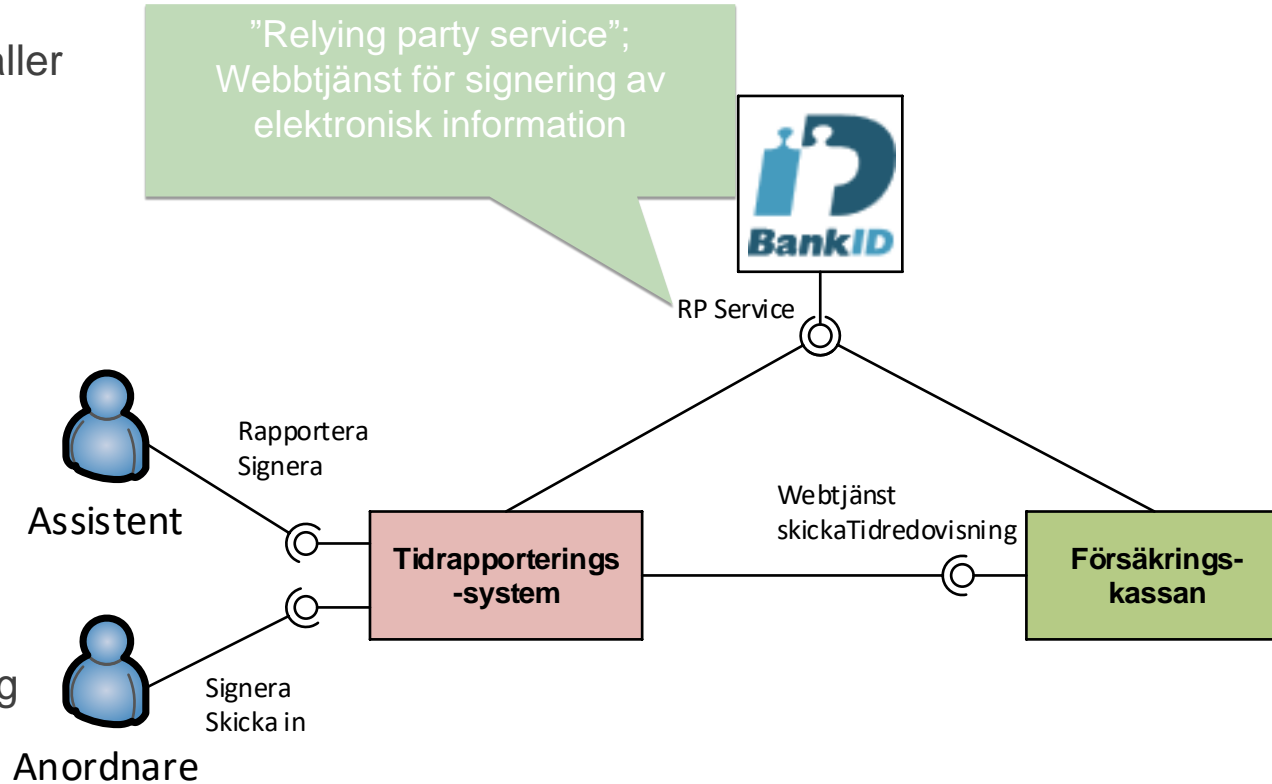 aller
”Relying party service”;
Webbtjänst för signering av
elektronisk information
BankID
RP Service
Rapportera
Signera
Assistent
Webtjänst
skickaTidredovisning
Tidrapporterings
-system
Försäkrings-
kassan
g
Signera
Skicka in
Anordnare